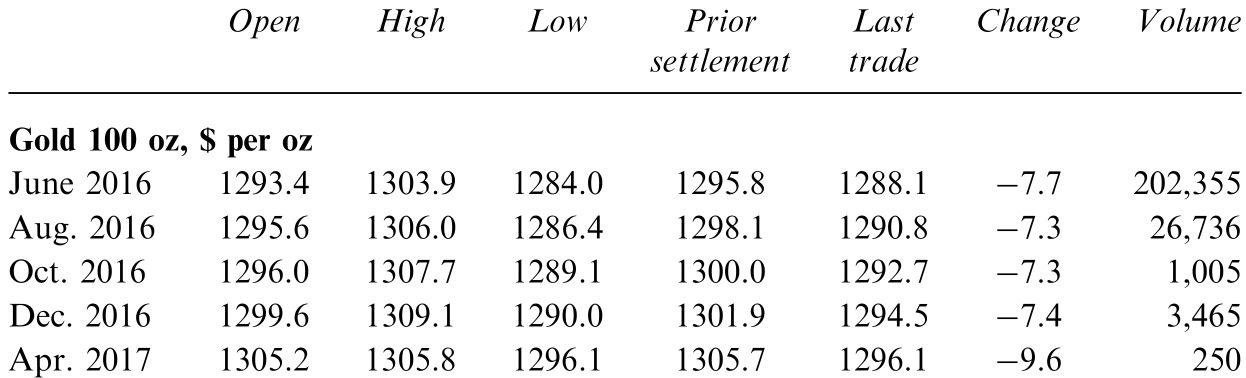 Open High Low Prior Last Change Volume
settlement trade
Gold 100 oz, $ per oz
June 2016 1293.4 1303.9 1284.0 1295.8 1288.1 −7.7 202,355
Aug. 2016 1295.6 1306.0 1286.4 1298.1 1290.8 −7.3 26,736
Oct. 2016 1296.0 1307.7 1289.1 1300.0 1292.7 −7.3 1,005
Dec. 2016 1299.6 1309.1 1290.0 1301.9 1294.5 −7.4 3,465
Apr. 2017 1305.2 1305.8 1296.1 1305.7 1296.1 −9.6 250